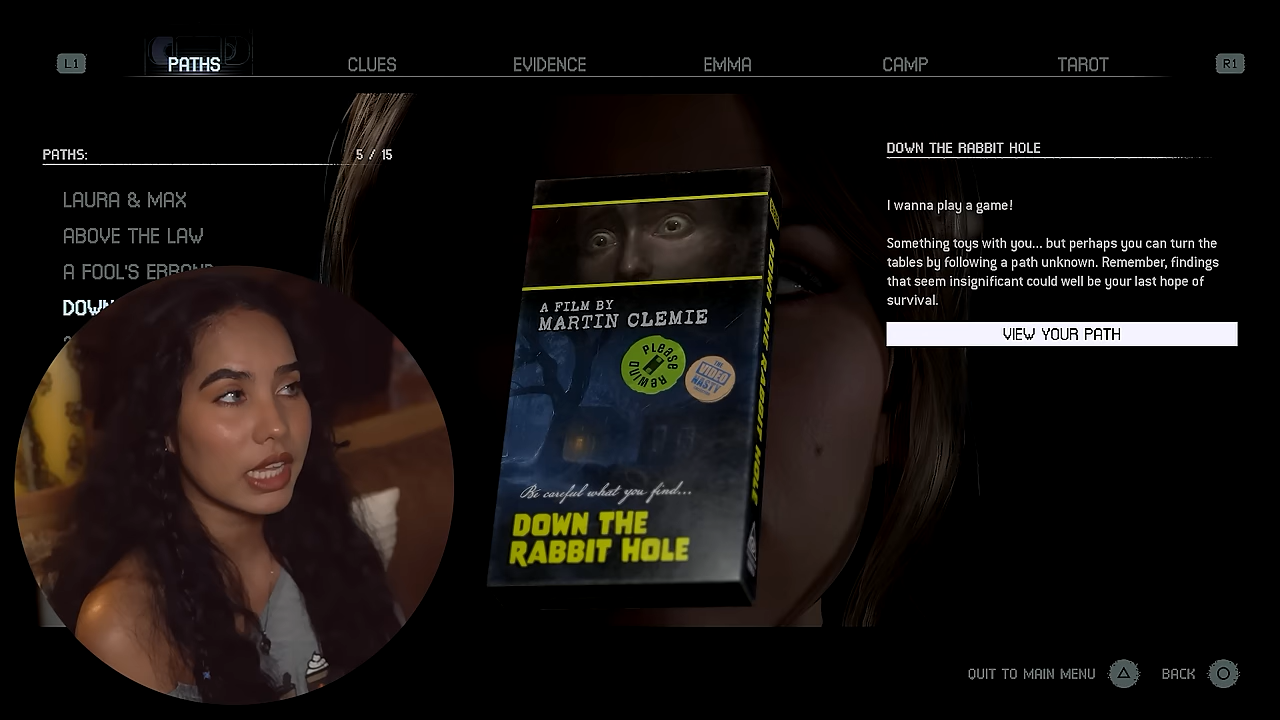 L1
PATHS
CLUES
EVIDENCE
EMMA
CAMP
TAROT
R1
PATHS:
5 / 15
LAURA & MAX
ABOVE THE LAW
A FOOL'S ERRAND
DOWN
DOWN THE RABBIT HOLE
I wanna play a game!
Something toys with you... but perhaps you can turn the
tables by following a path unknown. Remember, findings
that seem insignificant could well be your last hope of
survival.
VIEW YOUR PATH
A FILM BY
MARTIN CLEMIE
PLEASE
REWIND
THE
VIDEO
NASTY
Be careful what you find...
DOWN THE
RABBIT HOLE
DOWN THE RABBIT HOLE
QUIT TO MAIN MENU
BACK